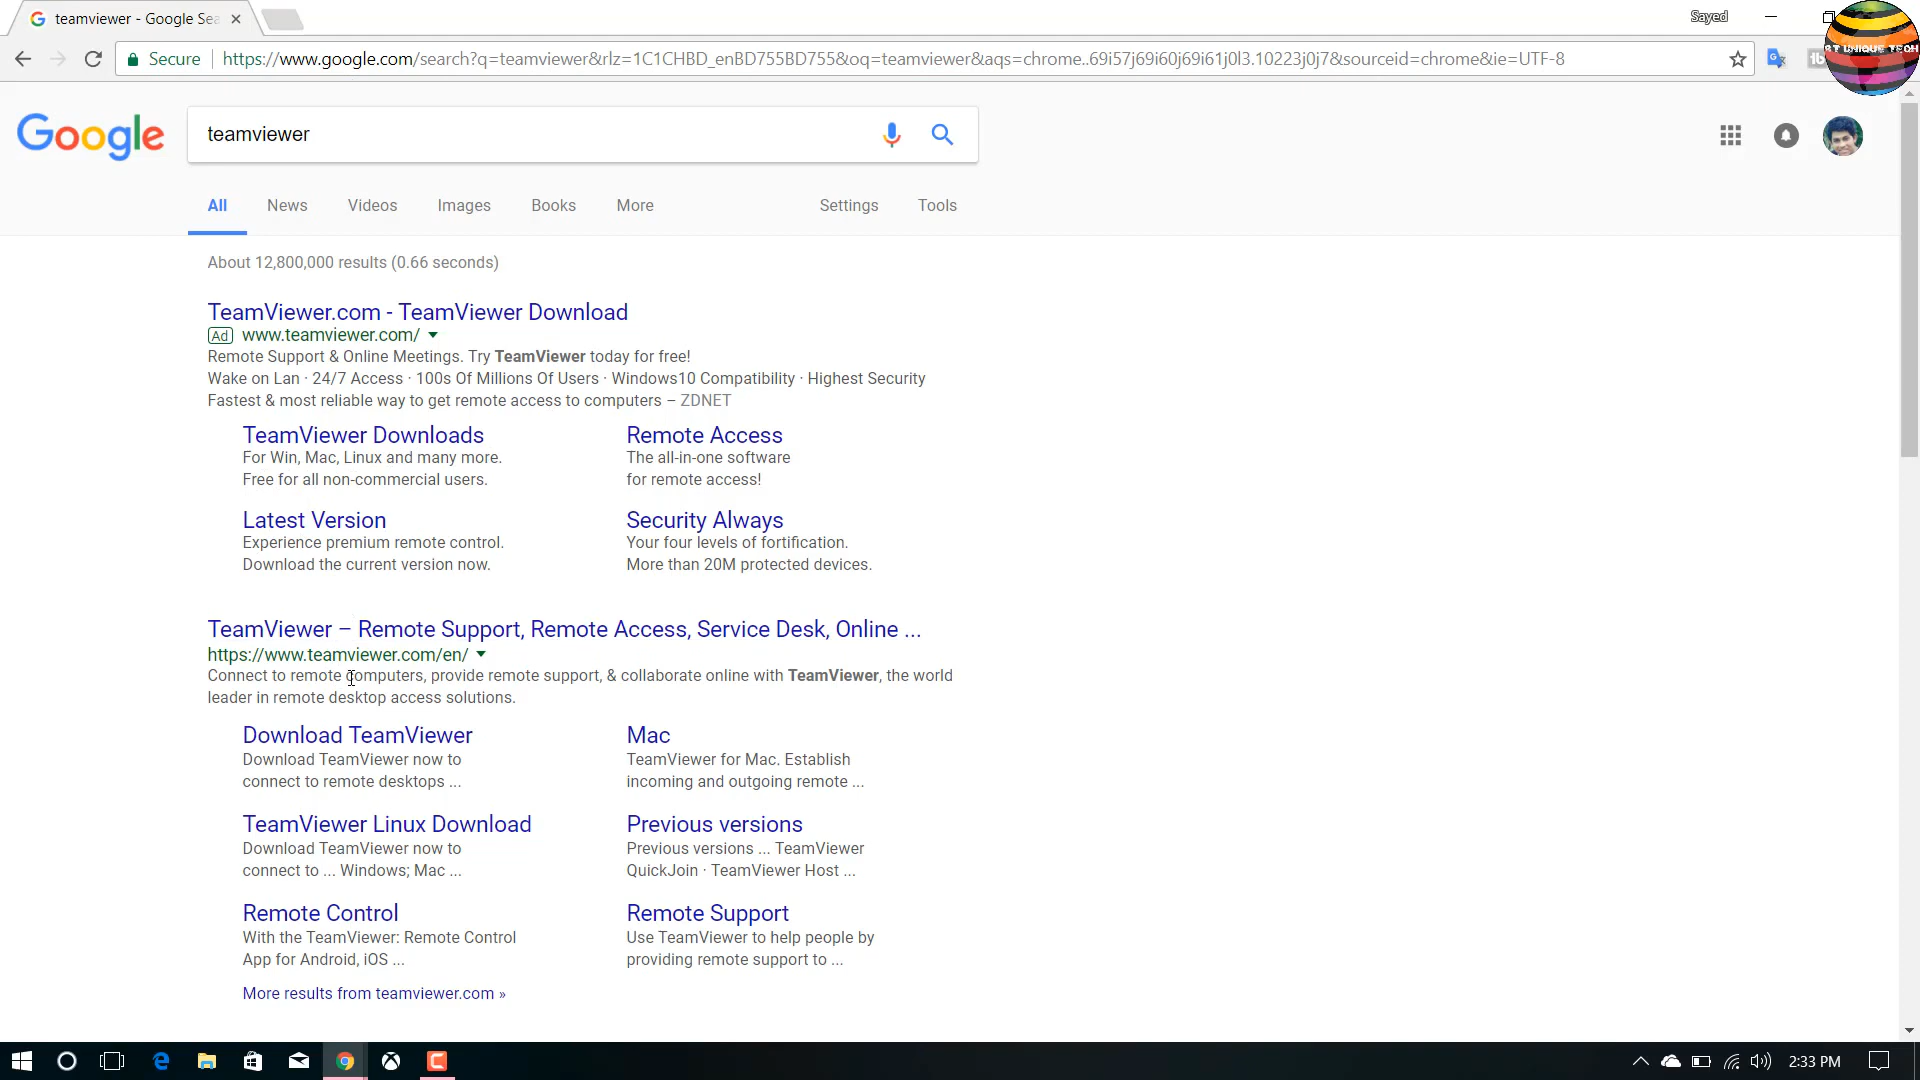 teamviewer - Google Sea
Sayed
Secure
https://www.google.com/search?q=teamviewer&rlz=1C1CHBD_enBD755BD755&oq=teamviewer&aqs=chrome..69i57j69i60j69i61j0l3.10223j0j7&sourceid=chrome&ie=UTF-8
UNIQUE TECH
Google
teamviewer
All News Videos Images Books More Settings Tools
About 12,800,000 results (0.66 seconds)
TeamViewer.com - TeamViewer Download
Ad www.teamviewer.com/
Remote Support & Online Meetings. Try TeamViewer today for free!
Wake on Lan · 24/7 Access · 100s Of Millions Of Users · Windows10 Compatibility · Highest Security
Fastest & most reliable way to get remote access to computers – ZDNET
TeamViewer Downloads
For Win, Mac, Linux and many more.
Free for all non-commercial users.
Remote Access
The all-in-one software
for remote access!
Latest Version
Experience premium remote control.
Download the current version now.
Security Always
Your four levels of fortification.
More than 20M protected devices.
TeamViewer – Remote Support, Remote Access, Service Desk, Online ...
https://www.teamviewer.com/en/
Connect to remote computers, provide remote support, & collaborate online with TeamViewer, the world
leader in remote desktop access solutions.
Download TeamViewer
Download TeamViewer now to
connect to remote desktops ...
Mac
TeamViewer for Mac. Establish
incoming and outgoing remote ...
TeamViewer Linux Download
Download TeamViewer now to
connect to ... Windows; Mac ...
Previous versions
Previous versions ... TeamViewer
QuickJoin · TeamViewer Host ...
Remote Control
With the TeamViewer: Remote Control
App for Android, iOS ...
Remote Support
Use TeamViewer to help people by
providing remote support to ...
More results from teamviewer.com »
2:33 PM